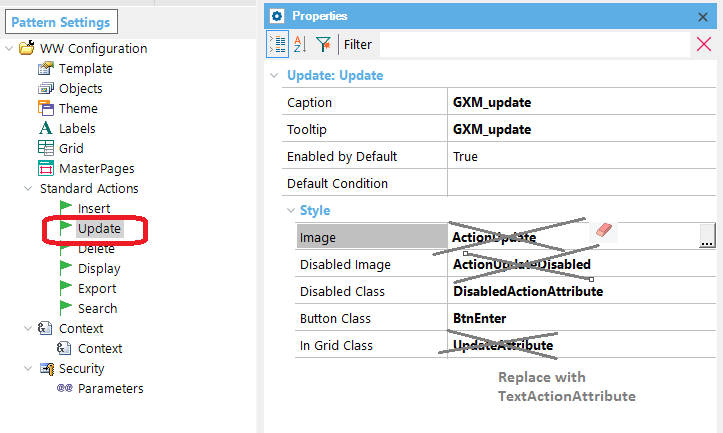 Pattern Settings
WW Configuration
Template
Objects
Theme
Labels
Grid
MasterPages
Standard Actions
Insert
Update
Delete
Display
Export
Search
Context
Context
Security
Parameters
Properties
Filter
Update: Update
Caption GXM_update
Tooltip GXM_update
Enabled by Default True
Default Condition
Style
Image ActionUpdate ...
Disabled Image ActionUpdateDisabled
Disabled Class DisabledActionAttribute
Button Class BtnEnter
In Grid Class UpdateAttribute
Replace with
TextActionAttribute